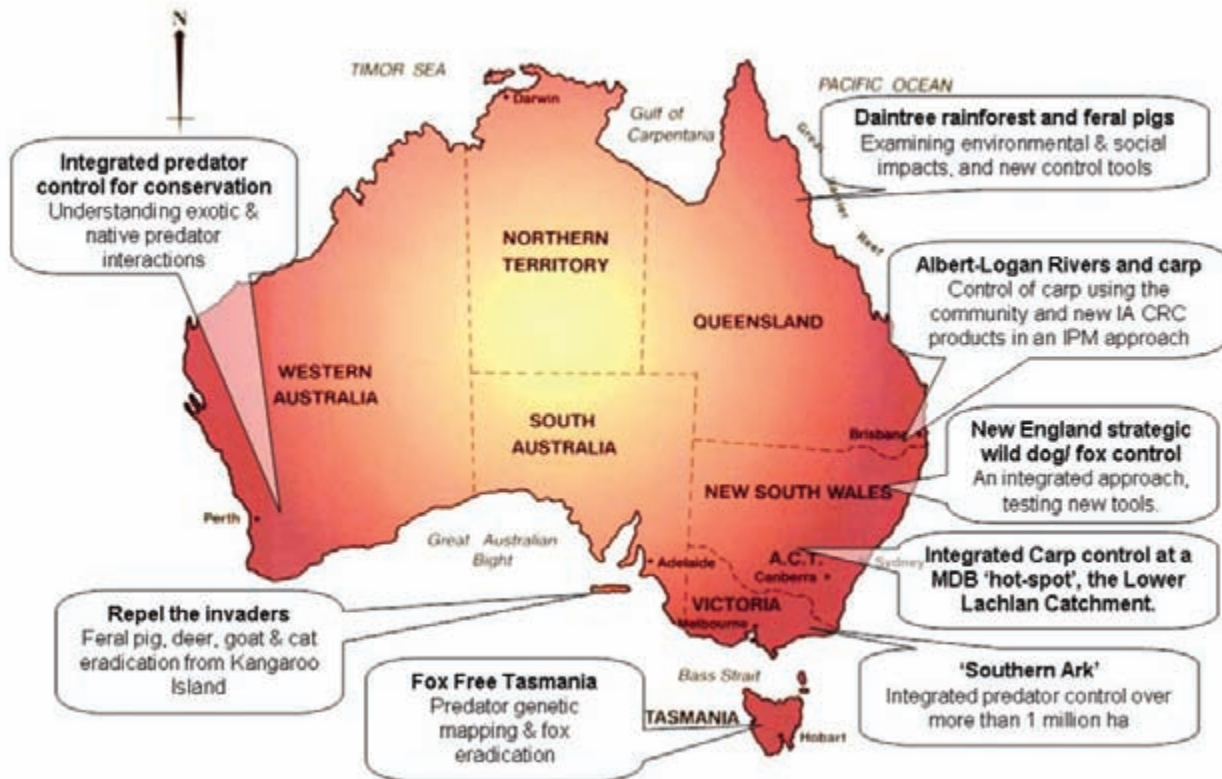 N
TIMOR SEA
PACIFIC OCEAN
Darwin
Gulf of
Carpentaria
Daintree rainforest and feral pigs
Examining environmental & social
impacts, and new control tools
Great
Reef
Integrated predator
control for conservation
Understanding exotic &
native predator
interactions
NORTHERN
TERRITORY
Albert-Logan Rivers and carp
Control of carp using the
community and new IA CRC
products in an IPM approach
QUEENSLAND
WESTERN
AUSTRALIA
SOUTH
AUSTRALIA
Brisbane
New England strategic
wild dog/ fox control
An integrated approach,
testing new tools.
NEW SOUTH WALES
Perth
Great Australian
Bight
Adelaide
A.C.T.
Canberra
Sydney
Integrated Carp control at a
MDB 'hot-spot', the Lower
Lachlan Catchment.
VICTORIA
Melbourne
Repel the invaders
Feral pig, deer, goat & cat
eradication from Kangaroo
Island
Bass Strait
'Southern Ark'
Integrated predator control over
more than 1 million ha
Fox Free Tasmania
Predator genetic
mapping & fox
eradication
TASMANIA
Hobart